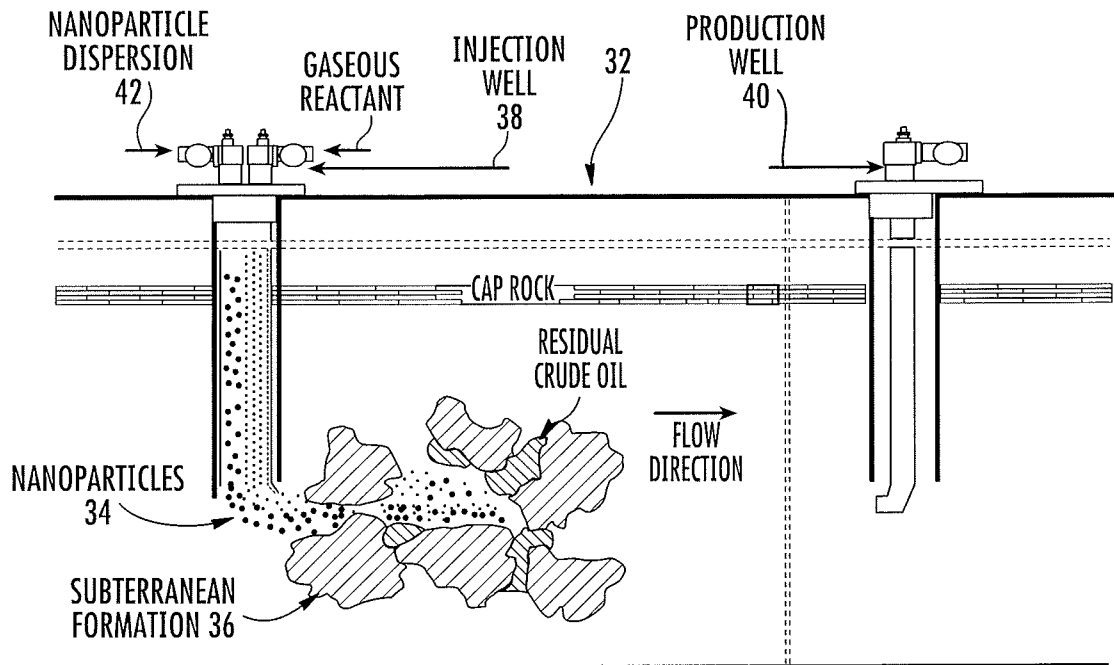 NANOPARTICLE
DISPERSION
42
GASEOUS
REACTANT
INJECTION
WELL
38
32
PRODUCTION
WELL
40
CAP ROCK
RESIDUAL
CRUDE OIL
FLOW
DIRECTION
NANOPARTICLES
34
SUBTERRANEAN
FORMATION 36